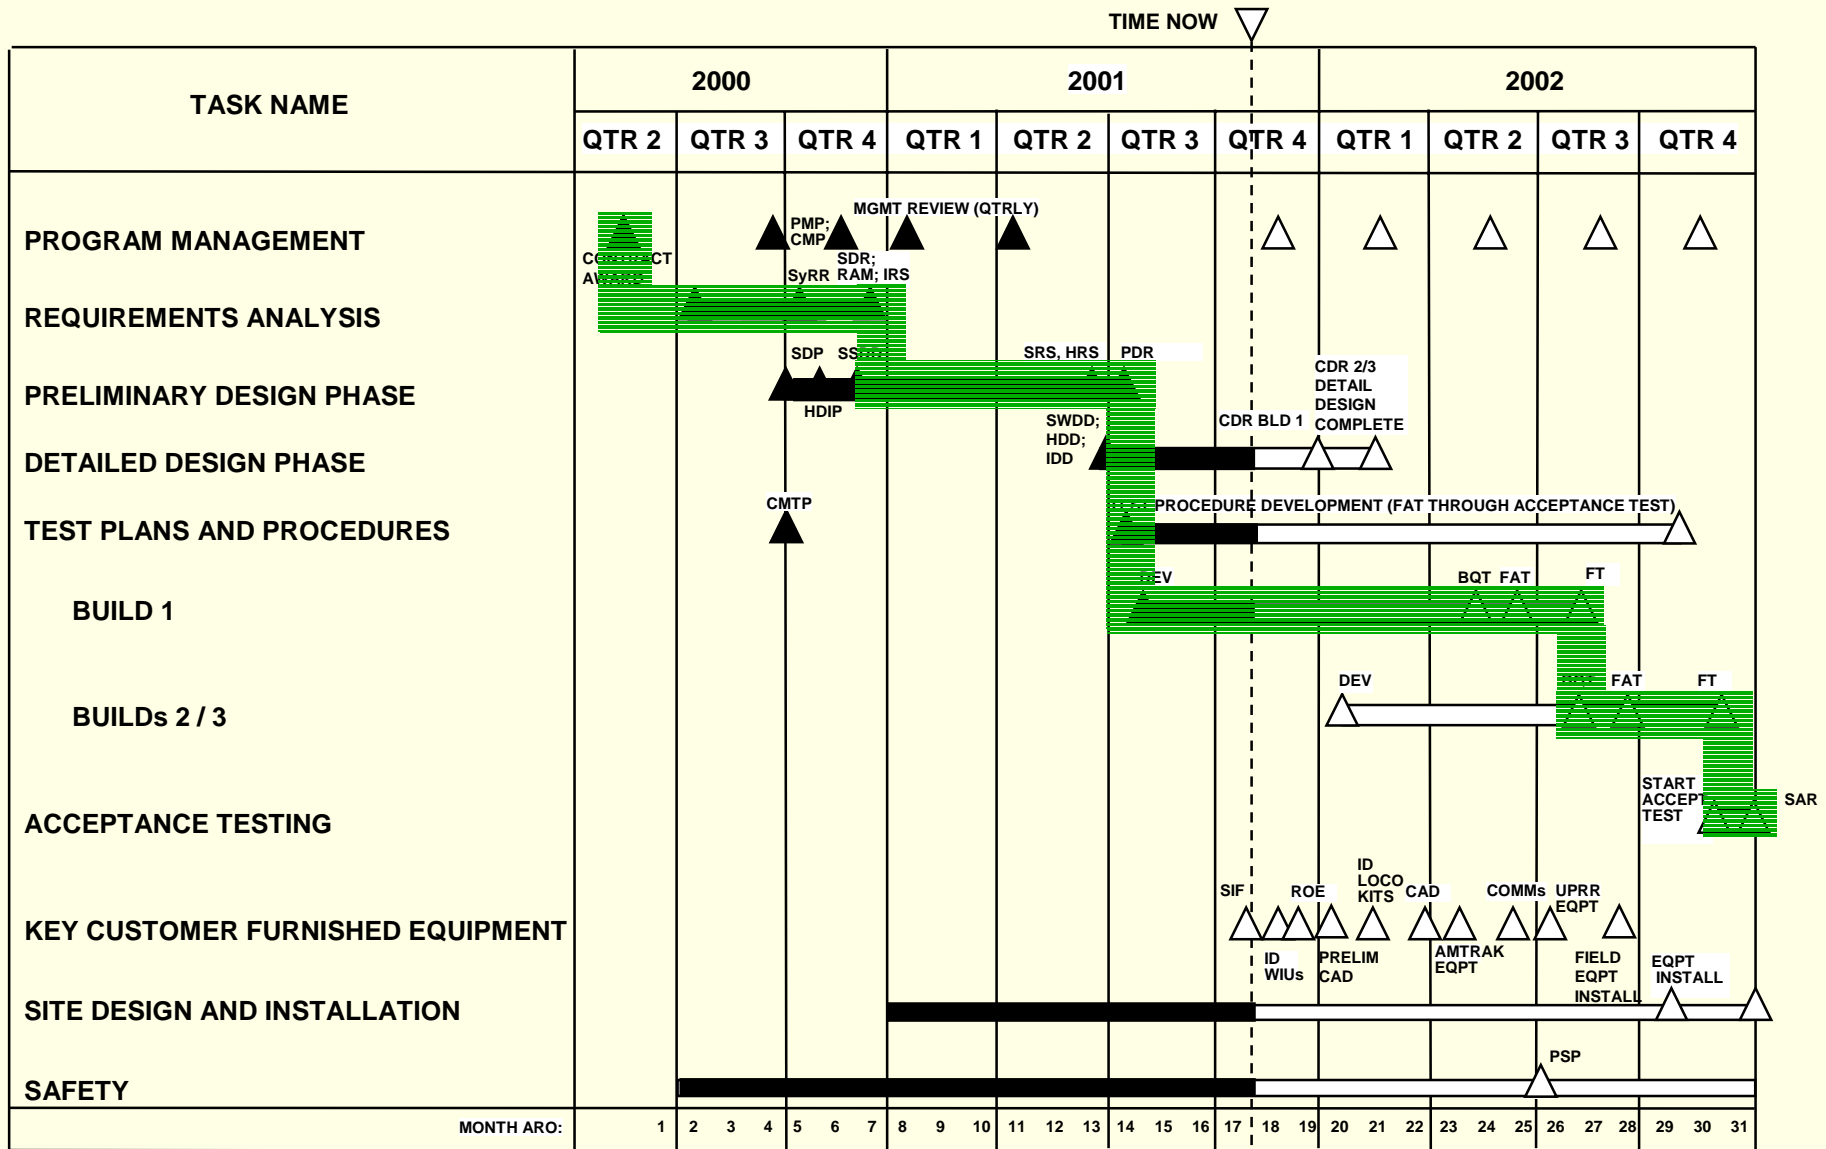 TIME NOW
TASK NAME
2000
2001
2002
QTR 2
QTR 3
QTR 4
QTR 1
QTR 2
QTR 3
QTR 4
QTR 1
QTR 2
QTR 3
QTR 4
PROGRAM MANAGEMENT
CONTRACT
AWARD
PMP;
CMP
MGMT REVIEW (QTRLY)
REQUIREMENTS ANALYSIS
SyRR
SDR;
RAM; IRS
PRELIMINARY DESIGN PHASE
SDP
HDIP
SRS, HRS
PDR
DETAILED DESIGN PHASE
SWDD;
HDD;
IDD
CDR BLD 1
CDR 2/3
DETAIL
DESIGN
COMPLETE
TEST PLANS AND PROCEDURES
CMTP
PROCEDURE DEVELOPMENT (FAT THROUGH ACCEPTANCE TEST)
BUILD 1
DEV
BQT
FAT
FT
BUILDs 2 / 3
DEV
FAT
FT
ACCEPTANCE TESTING
START
ACCEPT
TEST
SAR
KEY CUSTOMER FURNISHED EQUIPMENT
SIF
ID
WIUs
ROE
PRELIM
CAD
ID
LOCO
KITS
CAD
AMTRAK
EQPT
COMMs
UPRR
EQPT
FIELD
EQPT
INSTALL
SITE DESIGN AND INSTALLATION
EQPT
INSTALL
SAFETY
PSP
MONTH ARO: 1 2 3 4 5 6 7 8 9 10 11 12 13 14 15 16 17 18 19 20 21 22 23 24 25 26 27 28 29 30 31